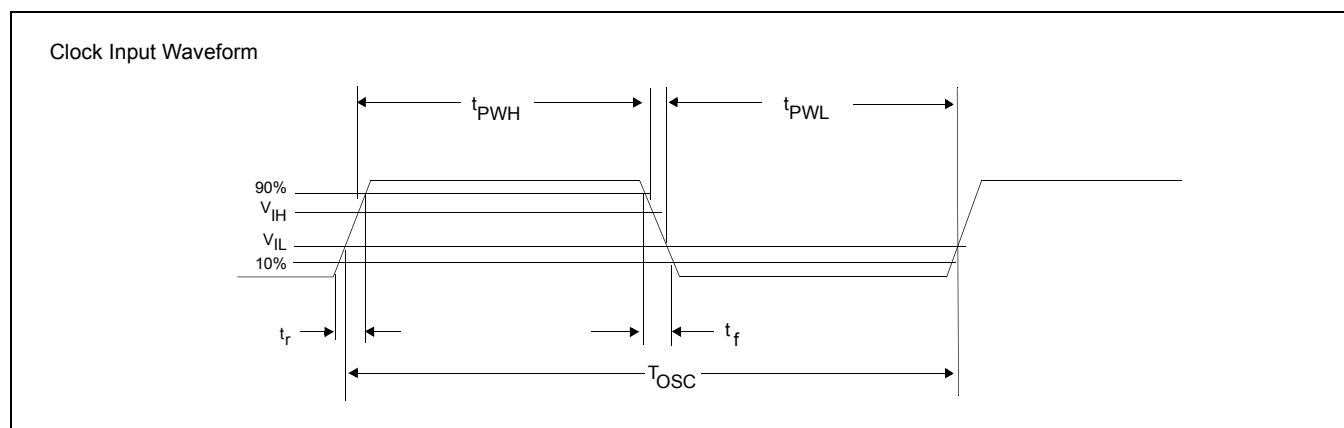 Clock Input Waveform
tPWH
tPWL
90%
VIH
VIL
10%
tr
tf
TOSC